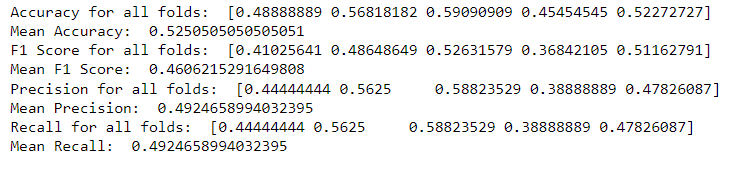 Accuracy for all folds:  [0.48888889 0.56818182 0.59090909 0.45454545 0.52272727]
Mean Accuracy:  0.5250505050505051
F1 Score for all folds:  [0.41025641 0.48648649 0.52631579 0.36842105 0.51162791]
Mean F1 Score:  0.4606215291649808
Precision for all folds:  [0.44444444 0.5625     0.58823529 0.38888889 0.47826087]
Mean Precision:  0.4924658994032395
Recall for all folds:  [0.44444444 0.5625     0.58823529 0.38888889 0.47826087]
Mean Recall:  0.4924658994032395